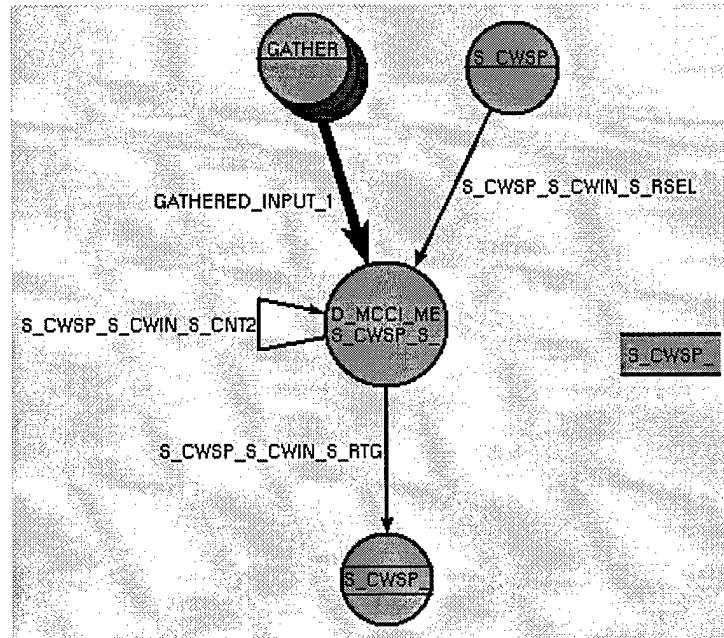 GATHER
S_CWSP
S_CWSP_S_CWIN_S_RSEL
GATHERED_INPUT_1
S_CWSP_S_CWIN_S_CNT2
D_MCCI_ME
S_CWSP_S_
S_CWSP_
S_CWSP_S_CWIN_S_RTG
S_CWSP_